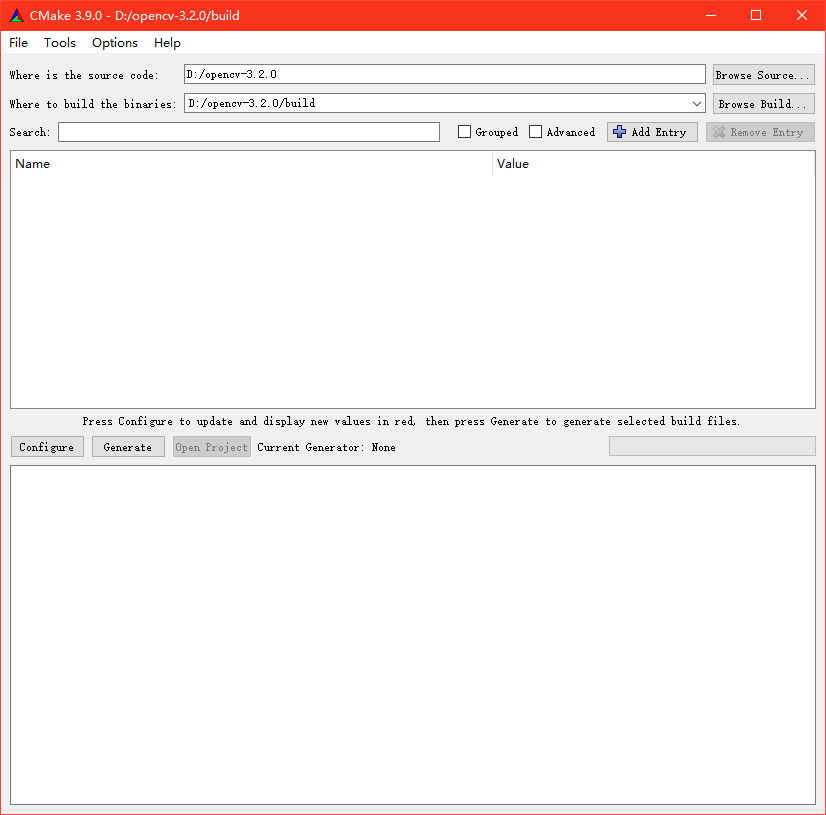 CMake 3.9.0 - D:/opencv-3.2.0/build
File Tools Options Help
Where is the source code: D:/opencv-3.2.0 Browse Source...
Where to build the binaries: D:/opencv-3.2.0/build Browse Build...
Search: Grouped Advanced Add Entry Remove Entry
Name Value
Press Configure to update and display new values in red, then press Generate to generate selected build files.
Configure Generate Open Project Current Generator: None